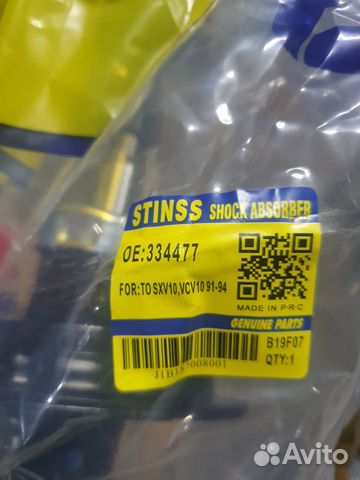 STINSS SHOCK ABSORBER
OE:334477
FOR:TO SXV10,VCV10 91-94
MADE IN P·R·C
GENUINE PARTS
B19F07
QTY:1
Avito